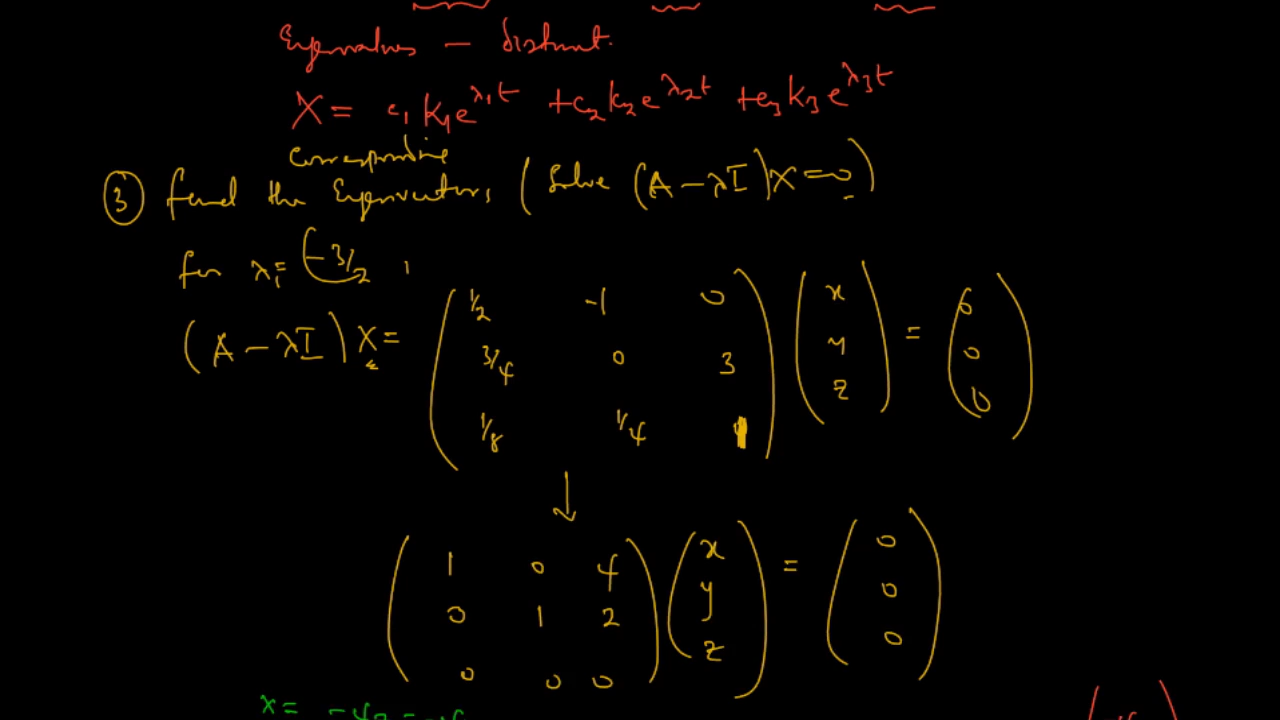 Eigenvalues - distinct.
X = c₁ K₁ e^λ₁t + c₂ K₂ e^λ₂t + c₃ K₃ e^λ₃t
corresponding
③ find the Eigenvectors (Solve (A - λI)X = 0)
for λ₁ = -3/2,
(A - λI)X =
1/2 -1 0 x 0
3/4 0 3 y = 0
1/8 1/4 1 z 0
↓
1 0 4 x 0
0 1 2 y = 0
0 0 0 z 0
x =